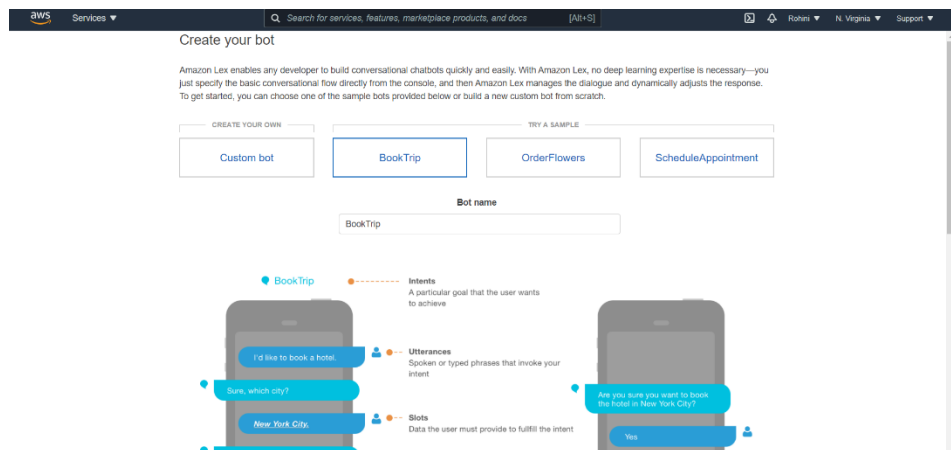 aws Services ▼ Search for services, features, marketplace products, and docs [Alt+S] Rohini ▼ N. Virginia ▼ Support ▼
Create your bot
Amazon Lex enables any developer to build conversational chatbots quickly and easily. With Amazon Lex, no deep learning expertise is necessary—you
just specify the basic conversational flow directly from the console, and then Amazon Lex manages the dialogue and dynamically adjusts the response.
To get started, you can choose one of the sample bots provided below or build a new custom bot from scratch.
CREATE YOUR OWN TRY A SAMPLE
Custom bot BookTrip OrderFlowers ScheduleAppointment
Bot name
BookTrip
BookTrip
Intents
A particular goal that the user wants
to achieve
I'd like to book a hotel.
Utterances
Spoken or typed phrases that invoke your
intent
Sure, which city?
New York City.
Slots
Data the user must provide to fullfill the intent
Are you sure you want to book
the hotel in New York City?
Yes